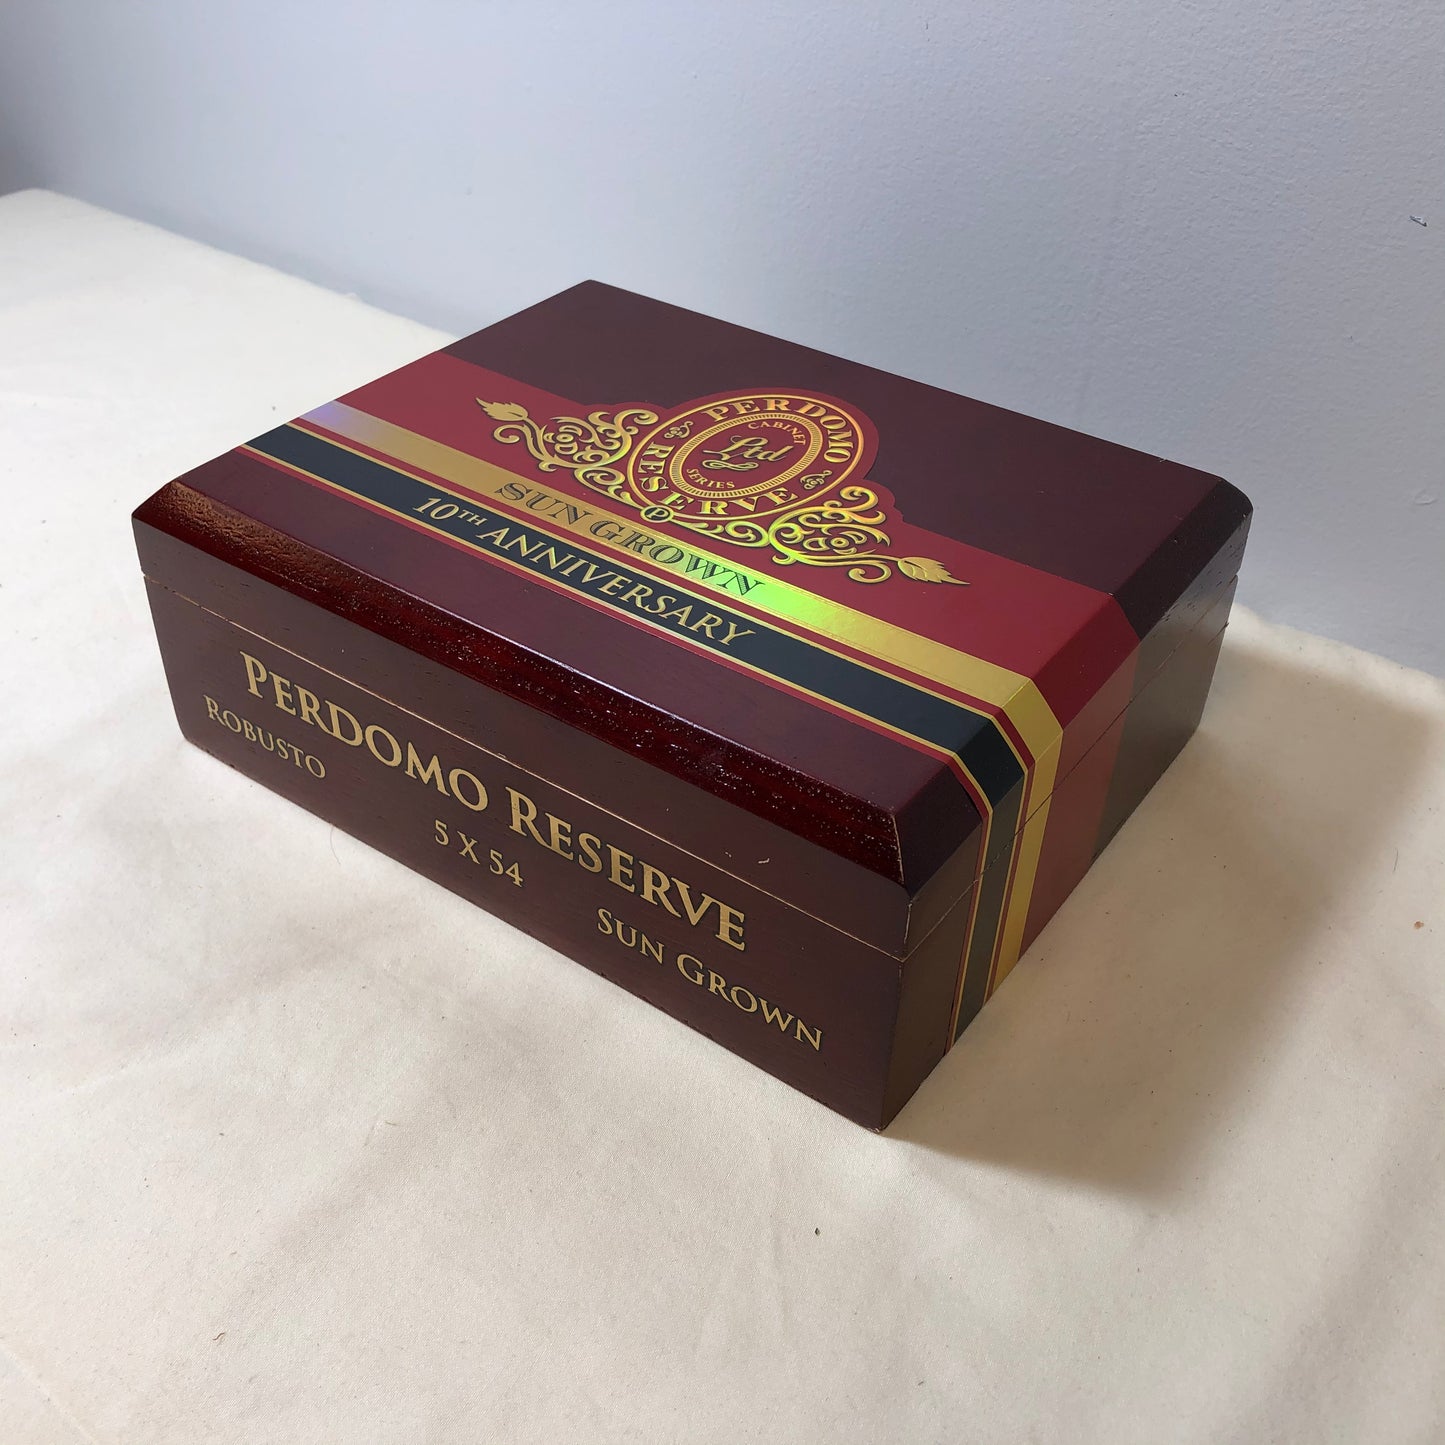 PERDOMO
CABINET
Ltd
SERIES
RESERVE
P
SUN GROWN
10TH ANNIVERSARY
PERDOMO RESERVE
ROBUSTO 5 X 54 SUN GROWN